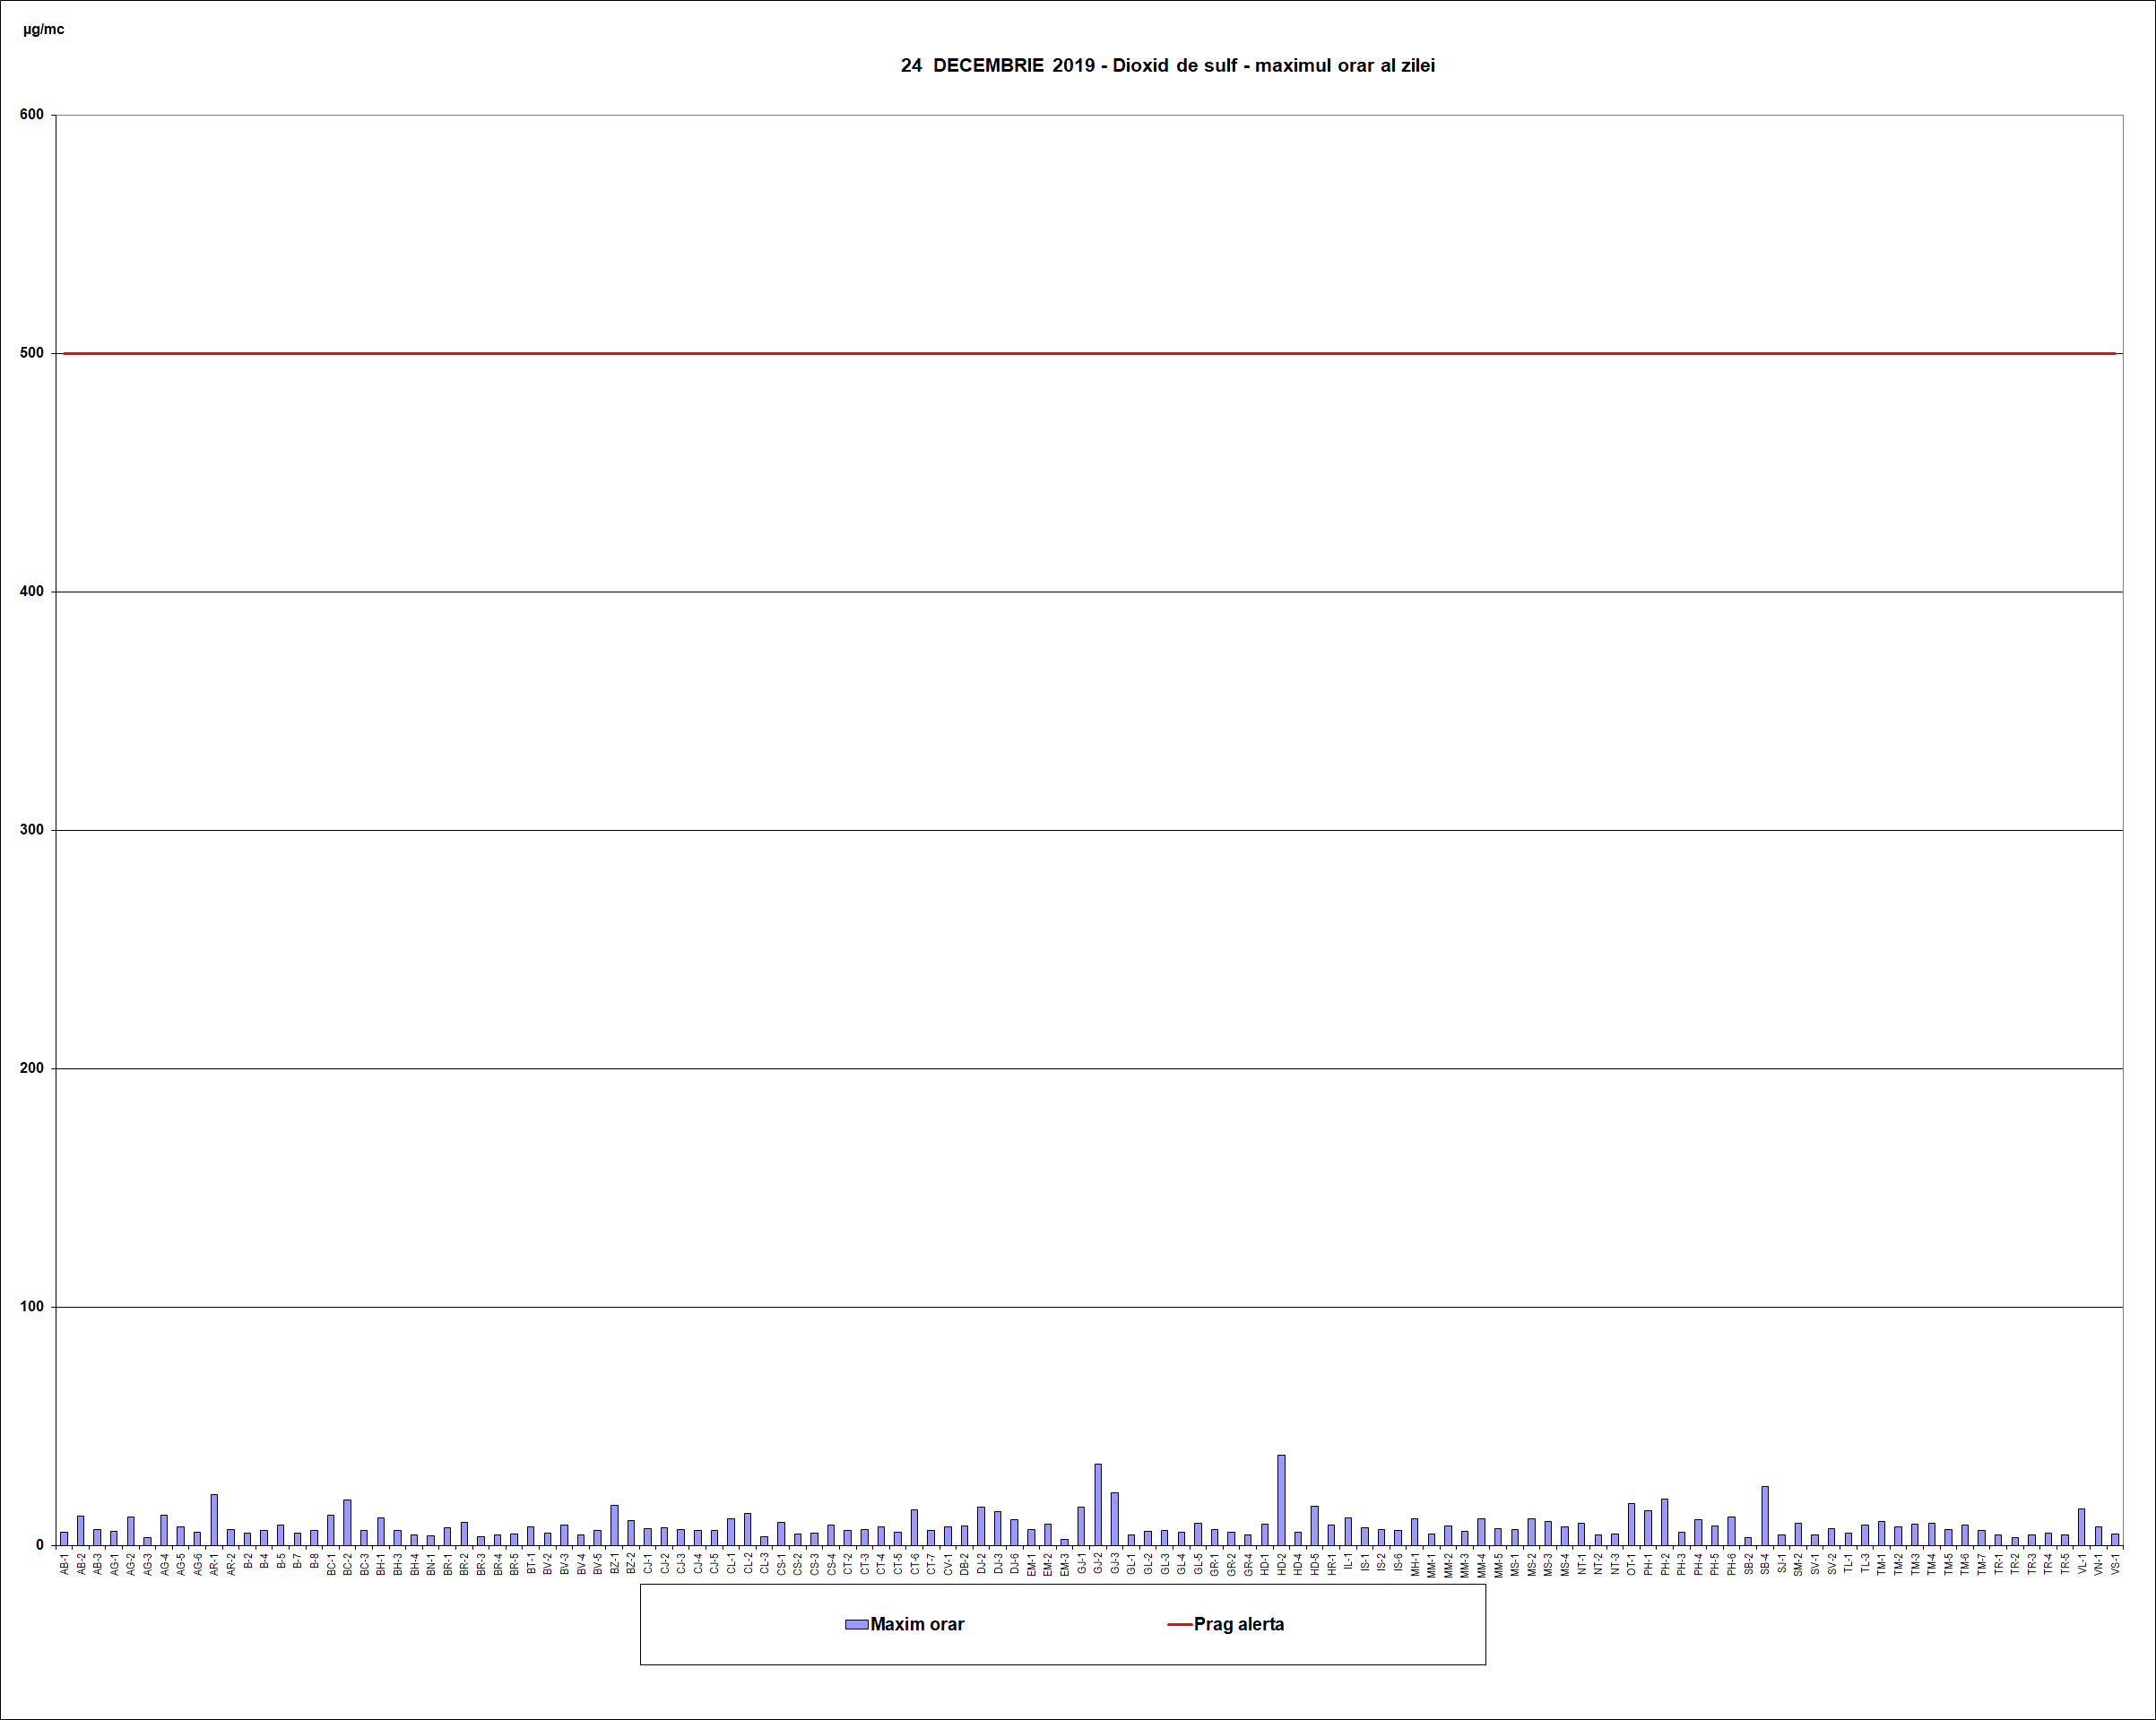 µg/mc
24 DECEMBRIE 2019 - Dioxid de sulf - maximul orar al zilei
600
500
400
300
200
100
0
AB-1 AB-2 AB-3 AG-1 AG-2 AG-3 AG-4 AG-5 AG-6 AR-1 AR-2 B-2 B-4 B-5 B-7 B-8 BC-1 BC-2 BC-3 BH-1 BH-3 BH-4 BN-1 BR-1 BR-2 BR-3 BR-4 BR-5 BT-1 BV-2 BV-3 BV-4 BV-5 BZ-1 BZ-2 CJ-1 CJ-2 CJ-3 CJ-4 CJ-5 CL-1 CL-2 CL-3 CS-1 CS-2 CS-3 CS-4 CT-2 CT-3 CT-4 CT-5 CT-6 CT-7 CV-1 DB-2 DJ-2 DJ-3 DJ-6 EM-1 EM-2 EM-3 GJ-1 GJ-2 GJ-3 GL-1 GL-2 GL-3 GL-4 GL-5 GR-1 GR-2 GR-4 HD-1 HD-2 HD-4 HD-5 HR-1 IL-1 IS-1 IS-2 IS-6 MH-1 MM-1 MM-2 MM-3 MM-4 MM-5 MS-1 MS-2 MS-3 MS-4 NT-1 NT-2 NT-3 OT-1 PH-1 PH-2 PH-3 PH-4 PH-5 PH-6 SB-2 SB-4 SJ-1 SM-2 SV-1 SV-2 TL-1 TL-3 TM-1 TM-2 TM-3 TM-4 TM-5 TM-6 TM-7 TR-1 TR-2 TR-3 TR-4 TR-5 VL-1 VN-1 VS-1
Maxim orar Prag alerta